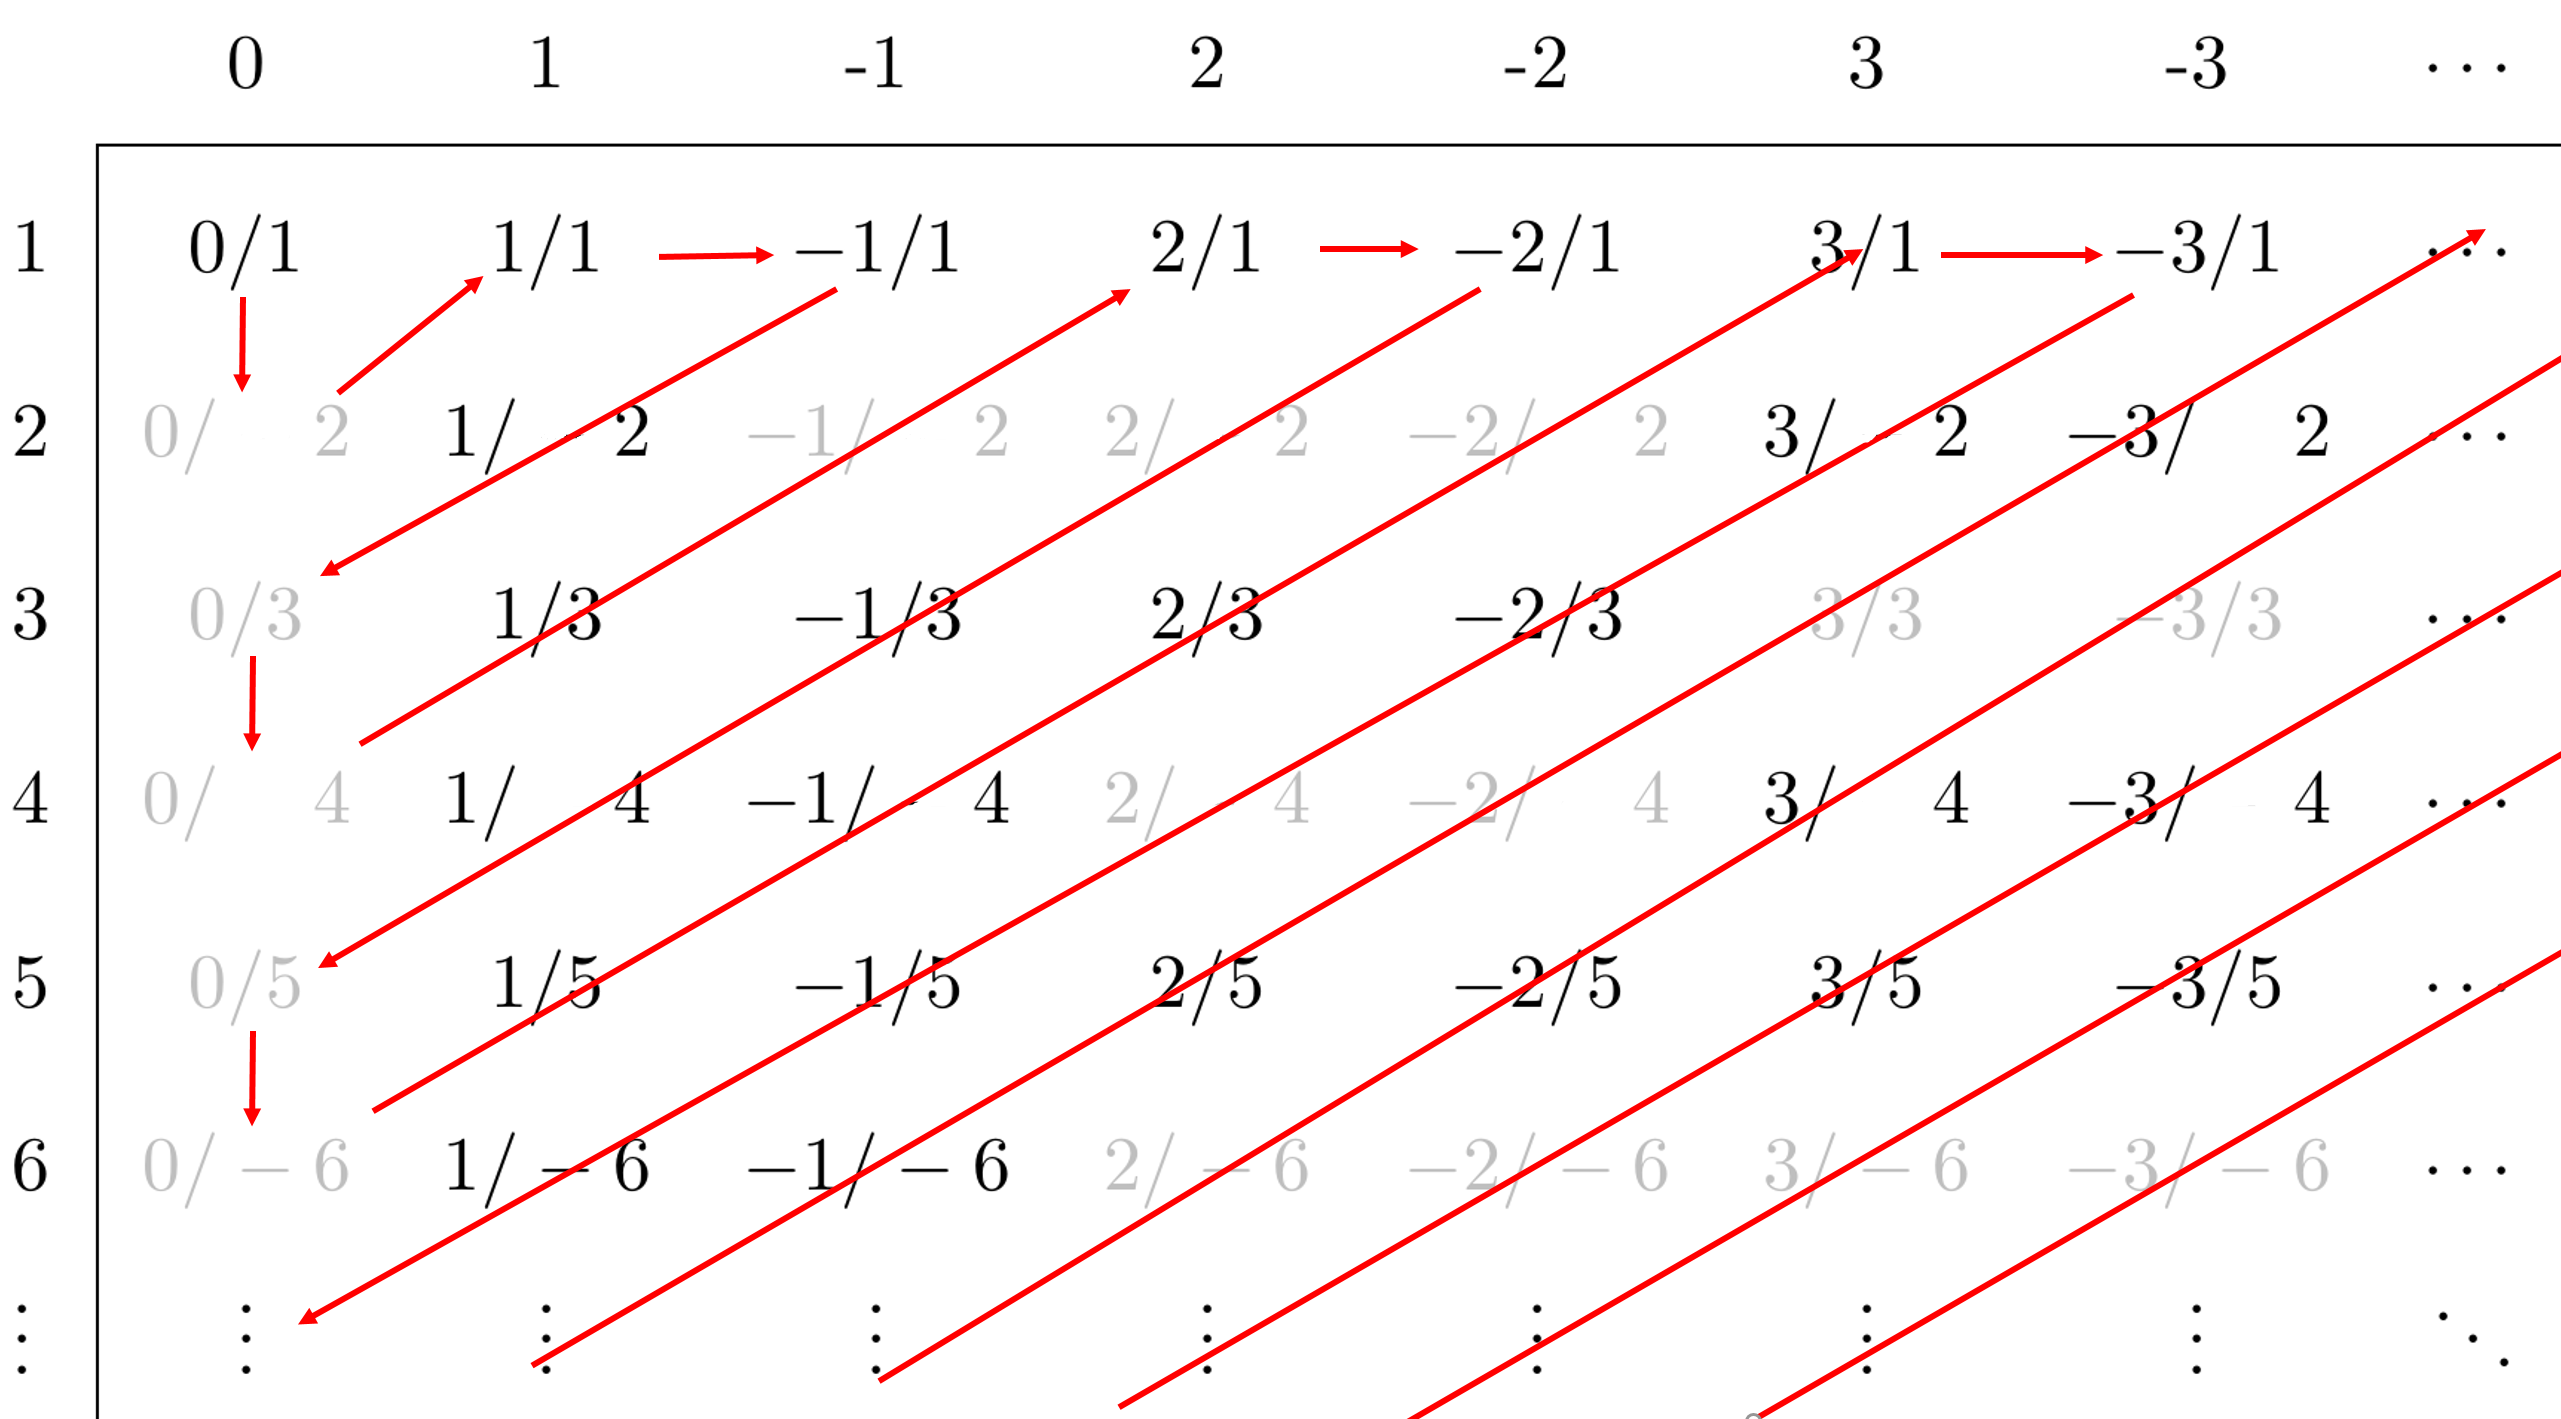 0 1 -1 2 -2 3 -3 ⋯
1 0/1 1/1 −1/1 2/1 −2/1 3/1 −3/1 ⋯
2 0/ 2 1/ 2 −1/ 2 2/ 2 −2/ 2 3/ 2 −3/ 2 ⋯
3 0/3 1/3 −1/3 2/3 −2/3 3/3 −3/3 ⋯
4 0/ 4 1/ 4 −1/ 4 2/ 4 −2/ 4 3/ 4 −3/ 4 ⋯
5 0/5 1/5 −1/5 2/5 −2/5 3/5 −3/5 ⋯
6 0/−6 1/−6 −1/−6 2/−6 −2/−6 3/−6 −3/−6 ⋯
⋮ ⋮ ⋮ ⋮ ⋮ ⋮ ⋮ ⋮ ⋱